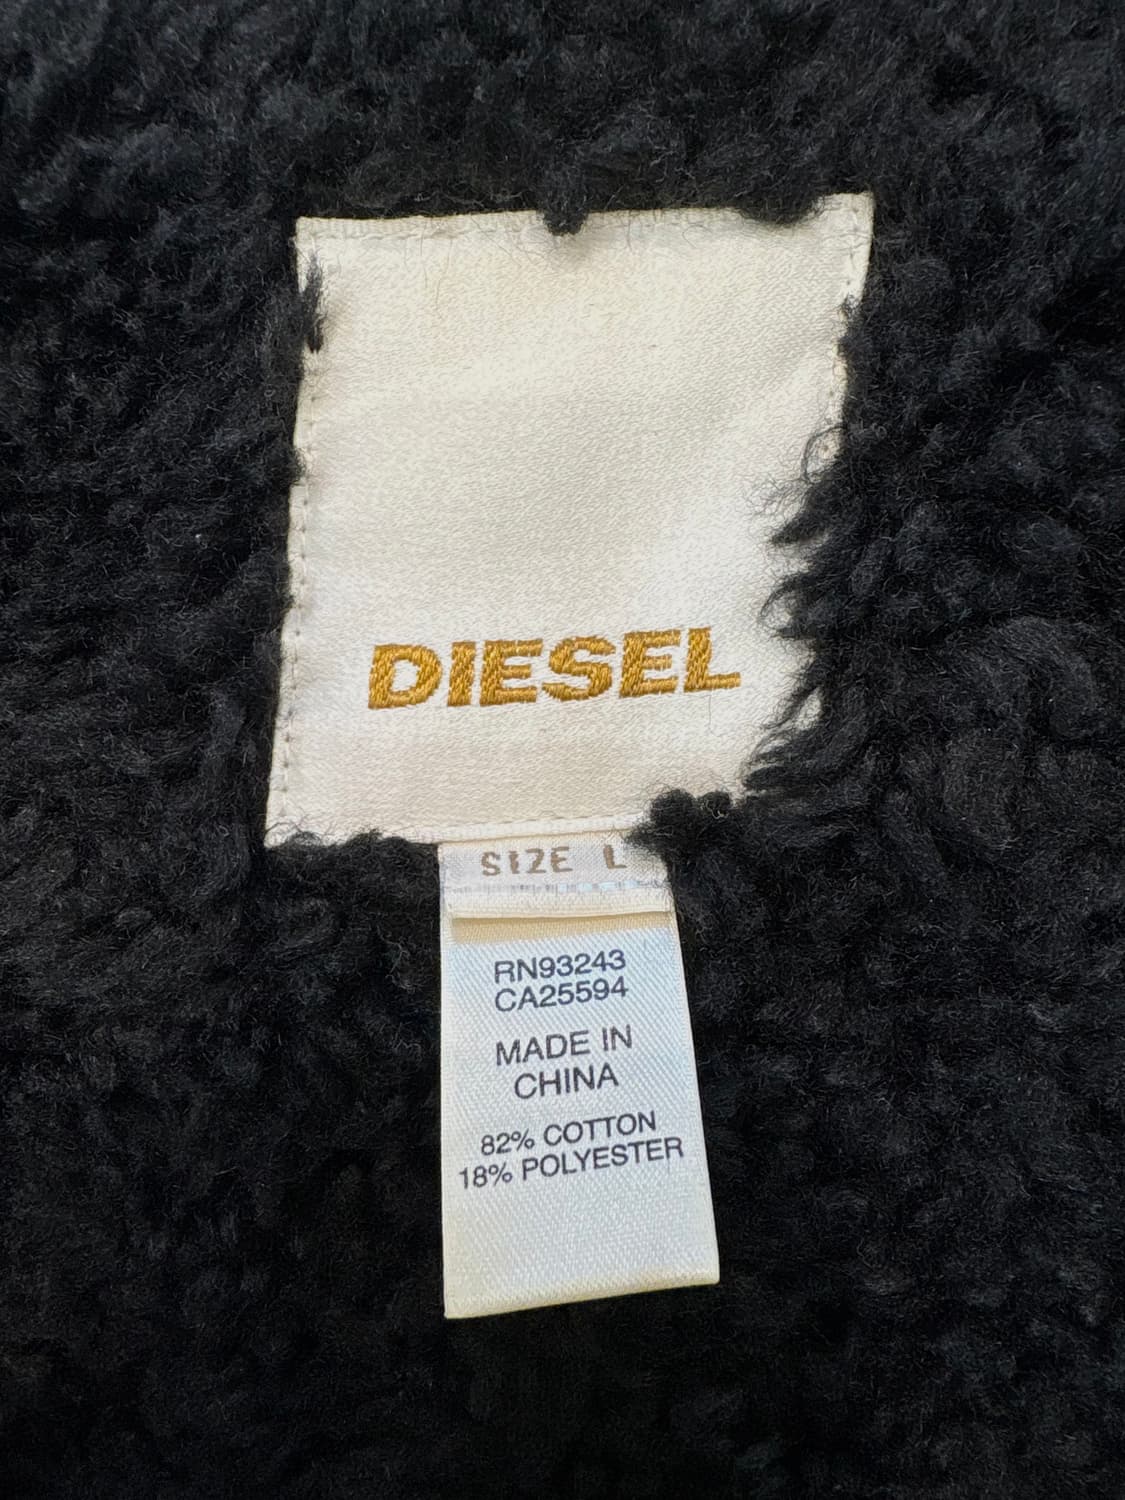 DIESEL
SIZE L
RN93243
CA25594
MADE IN
CHINA
82% COTTON
18% POLYESTER